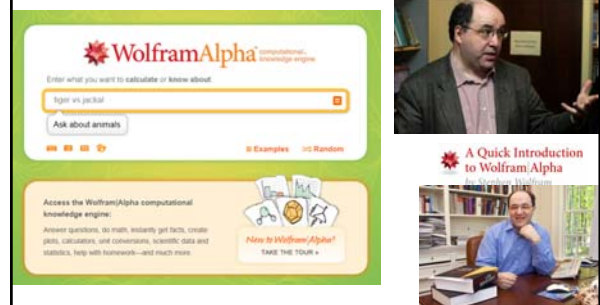 WolframAlpha computational... knowledge engine
Enter what you want to calculate or know about:
tiger vs jackal
Ask about animals
Examples
Random
Access the Wolfram|Alpha computational
knowledge engine:
Answer questions, do math, instantly get facts, create
plots, calculators, unit conversions, scientific data and
statistics, help with homework—and much more.
New to Wolfram|Alpha?
TAKE THE TOUR »
A Quick Introduction
to Wolfram|Alpha
by Stephen Wolfram